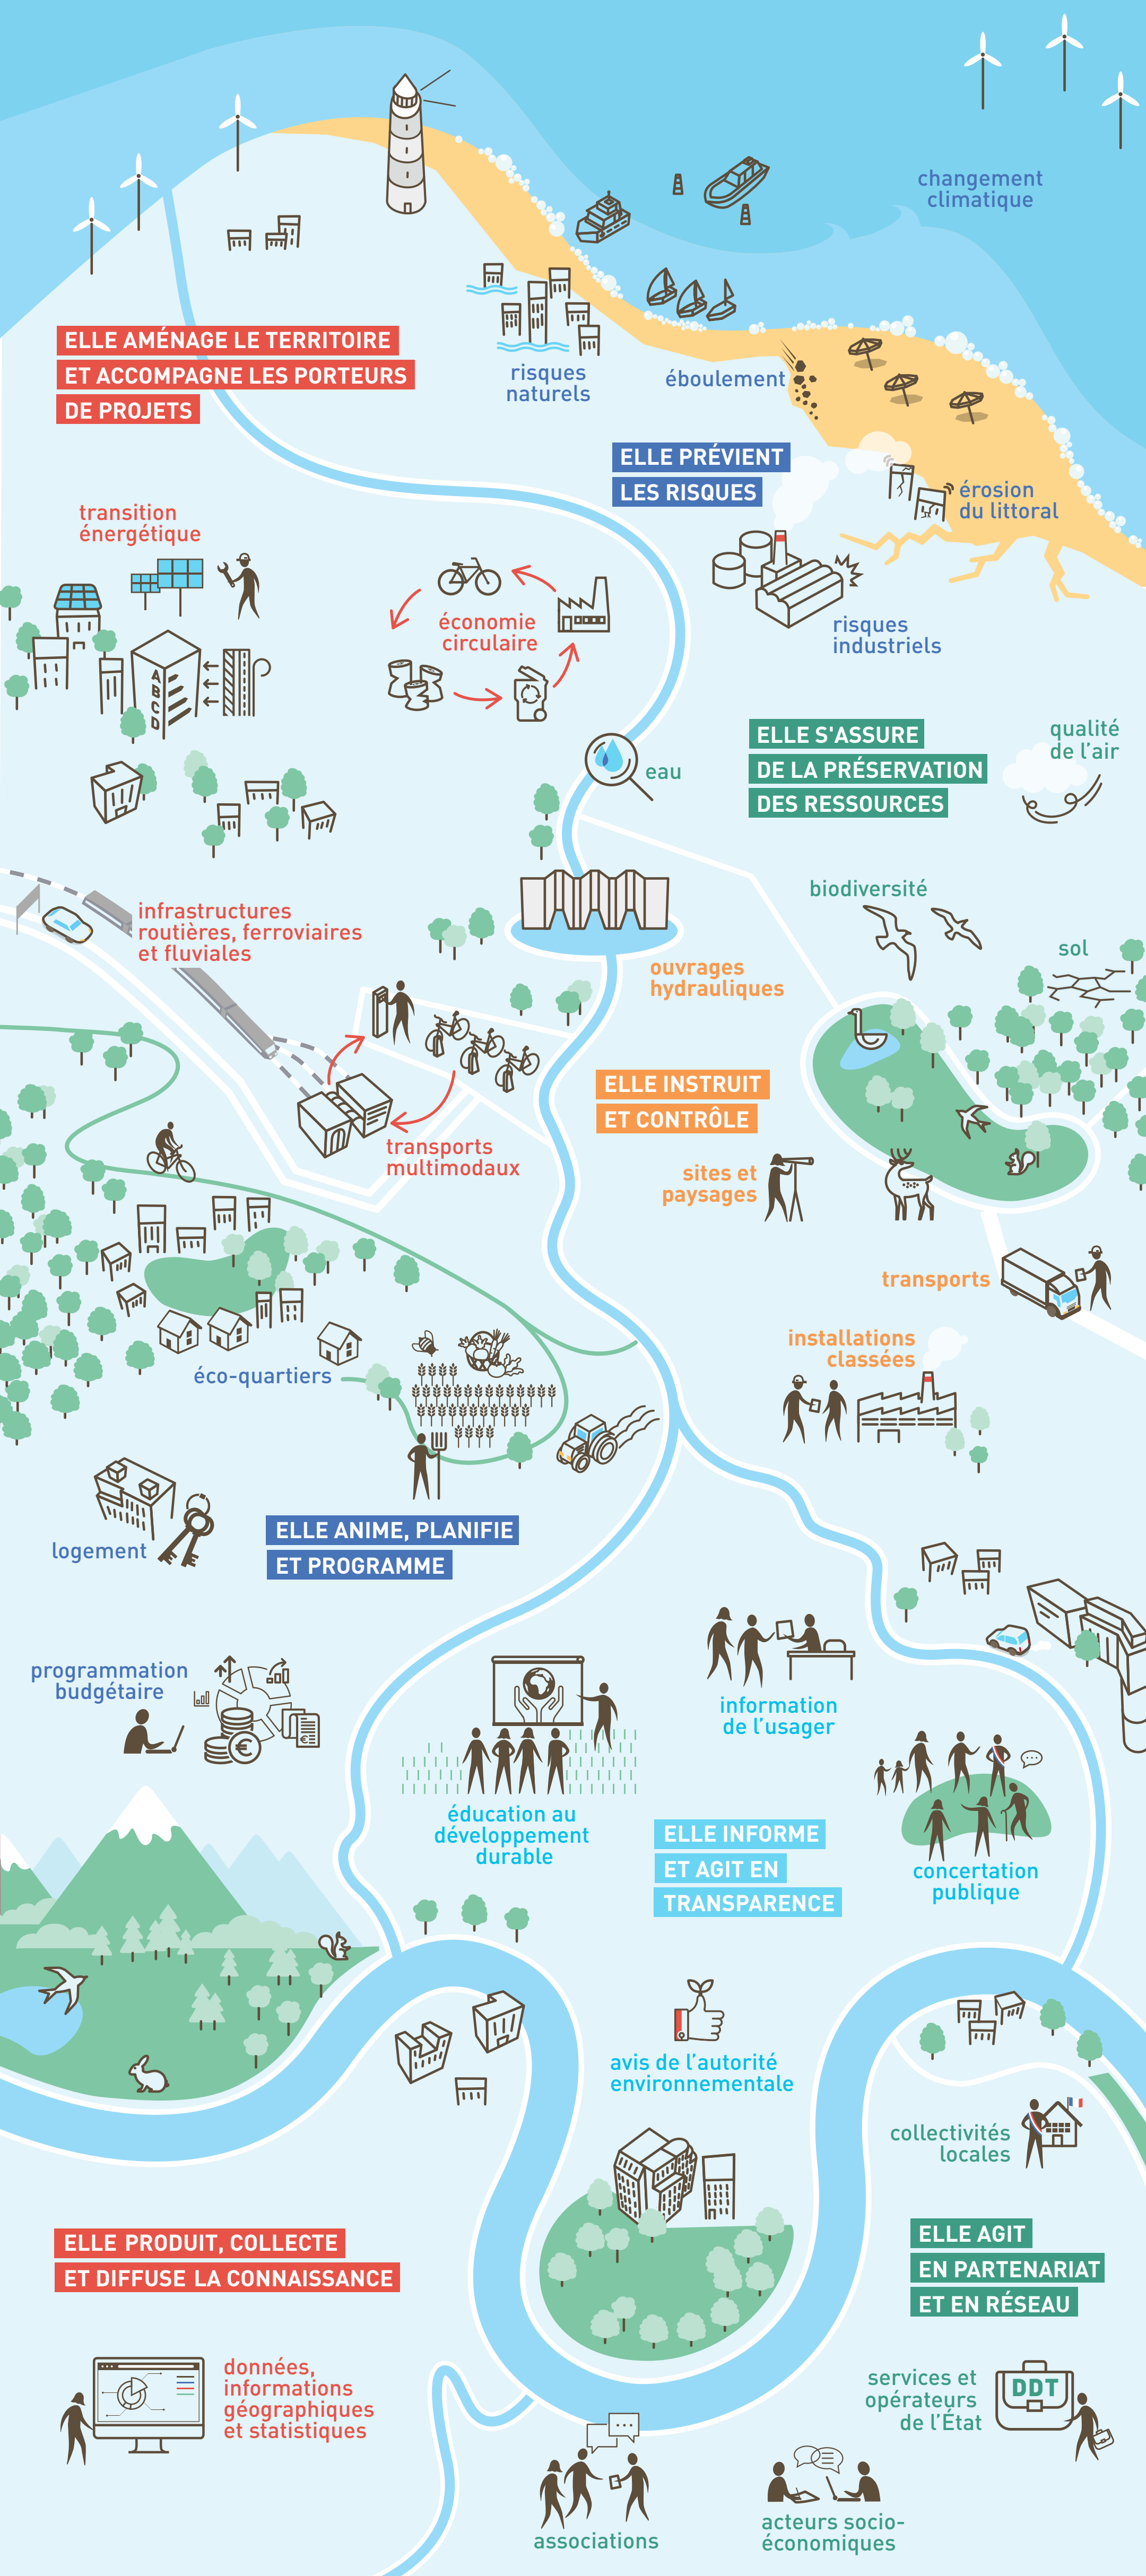 changement
climatique
ELLE AMÉNAGE LE TERRITOIRE
ET ACCOMPAGNE LES PORTEURS
DE PROJETS
risques
naturels
éboulement
ELLE PRÉVIENT
LES RISQUES
érosion
du littoral
transition
énergétique
économie
circulaire
risques
industriels
A
B
C
D
ELLE S'ASSURE
DE LA PRÉSERVATION
DES RESSOURCES
qualité
de l'air
eau
biodiversité
infrastructures
routières, ferroviaires
et fluviales
sol
ouvrages
hydrauliques
ELLE INSTRUIT
ET CONTRÔLE
transports
multimodaux
sites et
paysages
transports
installations
classées
éco-quartiers
logement
ELLE ANIME, PLANIFIE
ET PROGRAMME
programmation
budgétaire
€
€
information
de l'usager
éducation au
développement
durable
ELLE INFORME
ET AGIT EN
TRANSPARENCE
concertation
publique
avis de l'autorité
environnementale
collectivités
locales
ELLE PRODUIT, COLLECTE
ET DIFFUSE LA CONNAISSANCE
ELLE AGIT
EN PARTENARIAT
ET EN RÉSEAU
données,
informations
géographiques
et statistiques
services et
opérateurs
de l'État
DDT
associations
acteurs socio-
économiques